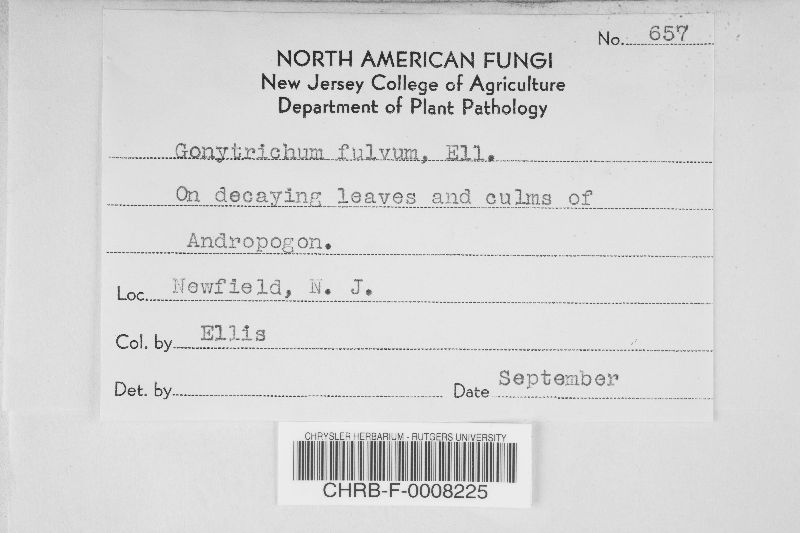 No. 657
NORTH AMERICAN FUNGI
New Jersey College of Agriculture
Department of Plant Pathology
Gonytrichum fulvum, Ell.
On decaying leaves and culms of
Andropogon.
Loc. Newfield, N. J.
Col. by Ellis
Det. by Date September
CHRYSLER HERBARIUM - RUTGERS UNIVERSITY
CHRB-F-0008225